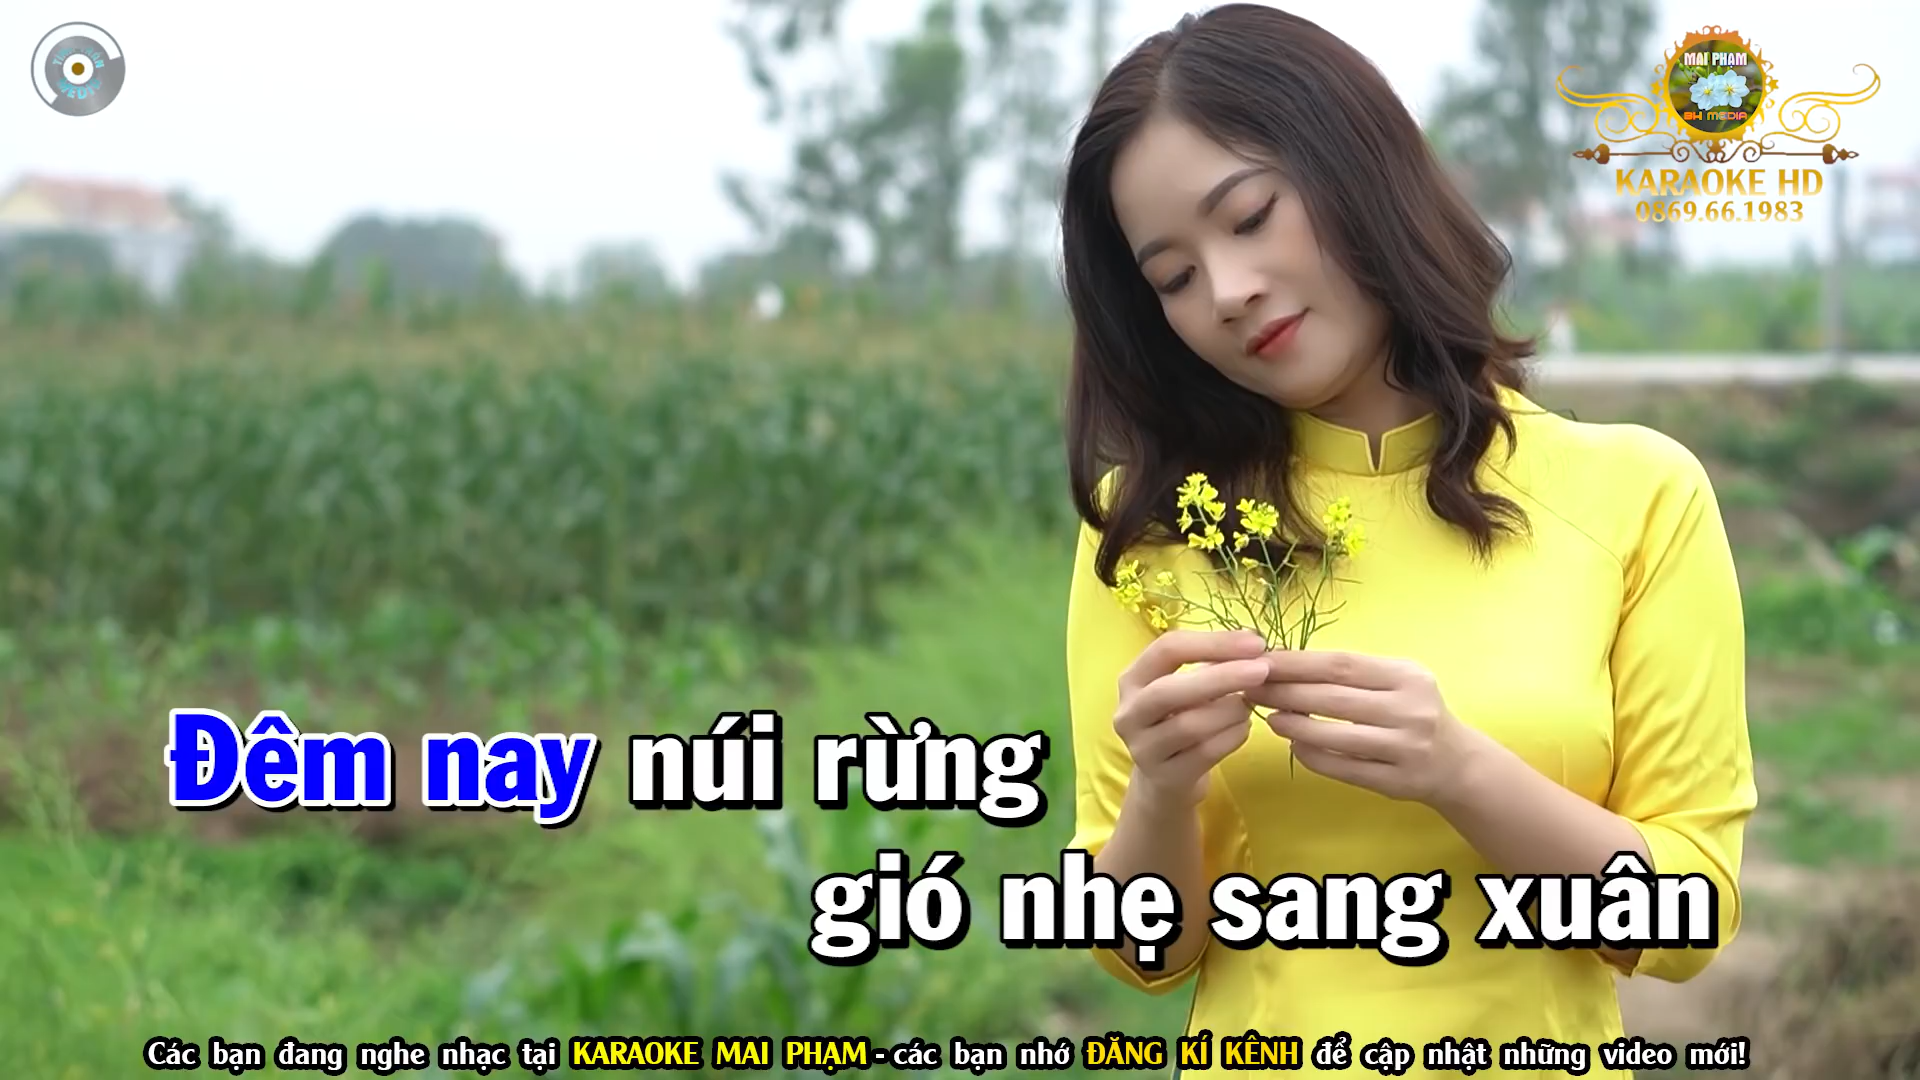 MAI PHẠM
BH MEDIA
KARAOKE HD
0869.66.1983
Đêm nay núi rừng
gió nhẹ sang xuân
Các bạn đang nghe nhạc tại KARAOKE MAI PHẠM - các bạn nhớ ĐĂNG KÍ KÊNH để cập nhật những video mới!